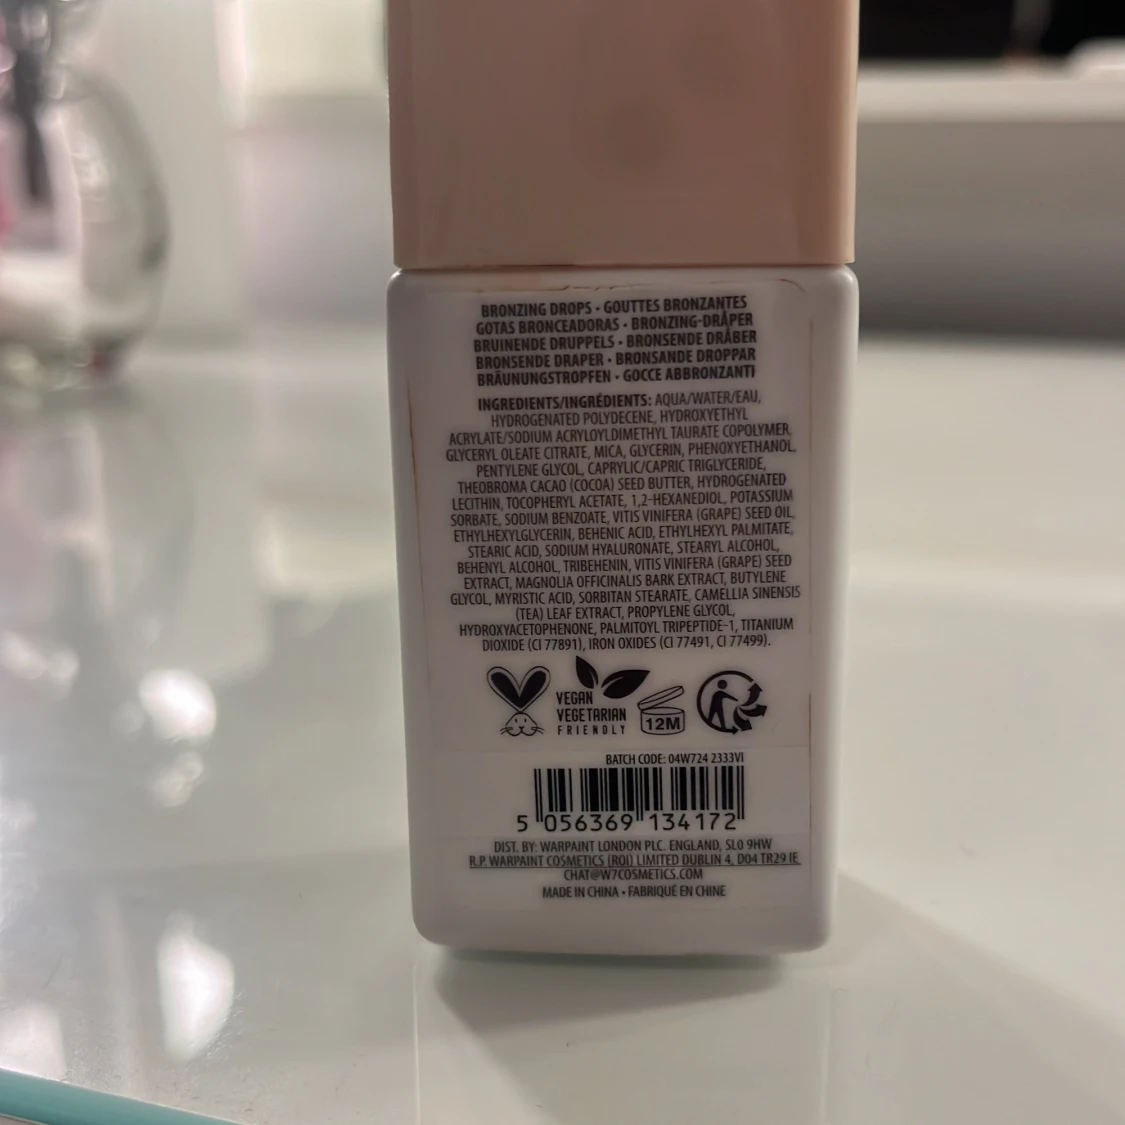 BRONZING DROPS • GOUTTES BRONZANTES
GOTAS BRONCEADORAS • BRONZING-DRÅPER
BRUINENDE DRUPPELS • BRONSENDE DRÅBER
BRONSENDE DRAPER • BRONSANDE DROPPAR
BRÄUNUNGSTROPFEN • GOCCE ABBRONZANTI
INGREDIENTS/INGRÉDIENTS: AQUA/WATER/EAU,
HYDROGENATED POLYDECENE, HYDROXYETHYL
ACRYLATE/SODIUM ACRYLOYLDIMETHYL TAURATE COPOLYMER,
GLYCERYL OLEATE CITRATE, MICA, GLYCERIN, PHENOXYETHANOL,
PENTYLENE GLYCOL, CAPRYLIC/CAPRIC TRIGLYCERIDE,
THEOBROMA CACAO (COCOA) SEED BUTTER, HYDROGENATED
LECITHIN, TOCOPHERYL ACETATE, 1,2-HEXANEDIOL, POTASSIUM
SORBATE, SODIUM BENZOATE, VITIS VINIFERA (GRAPE) SEED OIL,
ETHYLHEXYLGLYCERIN, BEHENIC ACID, ETHYLHEXYL PALMITATE,
STEARIC ACID, SODIUM HYALURONATE, STEARYL ALCOHOL,
BEHENYL ALCOHOL, TRIBEHENIN, VITIS VINIFERA (GRAPE) SEED
EXTRACT, MAGNOLIA OFFICINALIS BARK EXTRACT, BUTYLENE
GLYCOL, MYRISTIC ACID, SORBITAN STEARATE, CAMELLIA SINENSIS
(TEA) LEAF EXTRACT, PROPYLENE GLYCOL,
HYDROXYACETOPHENONE, PALMITOYL TRIPEPTIDE-1, TITANIUM
DIOXIDE (CI 77891), IRON OXIDES (CI 77491, CI 77499).
VEGAN
VEGETARIAN
FRIENDLY
12M
BATCH CODE: 04W724 2333VI
5 056369 134172
DIST. BY: WARPAINT LONDON PLC. ENGLAND, SL0 9HW
R.P. WARPAINT COSMETICS (ROI) LIMITED DUBLIN 4, D04 TR29 IE
CHAT@W7COSMETICS.COM
MADE IN CHINA • FABRIQUÉ EN CHINE